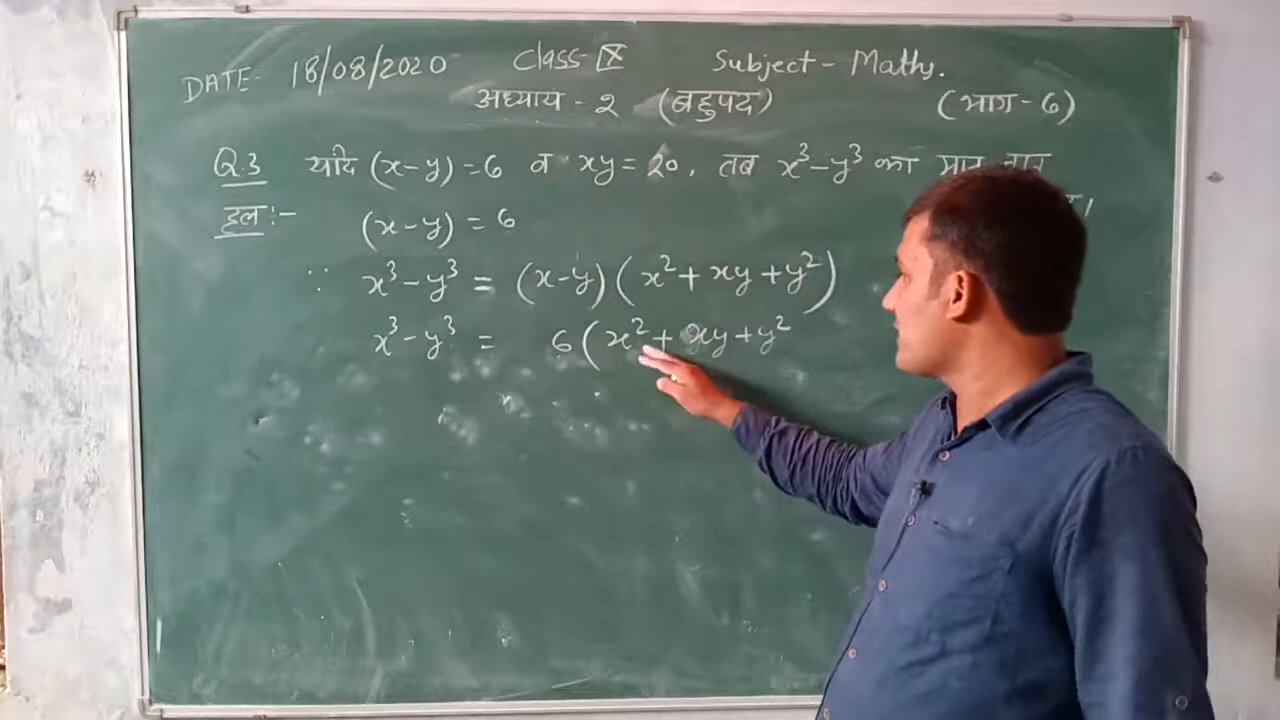 DATE- 18/08/2020 Class-IX Subject- Maths.
अध्याय - 2 (बहुपद) (भाग - 6)
Q.3 यदि (x-y)=6 व xy=20, तब x³-y³ का मान
हल:- (x-y) = 6
∵ x³-y³ = (x-y)(x²+xy+y²)
x³-y³ = 6(x²+xy+y²